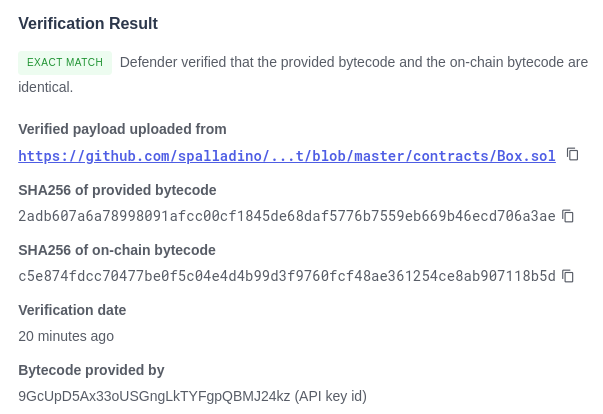 Verification Result
EXACT MATCH Defender verified that the provided bytecode and the on-chain bytecode are
identical.
Verified payload uploaded from
https://github.com/spalladino/...t/blob/master/contracts/Box.sol
SHA256 of provided bytecode
2adb607a6a78998091afcc00cf1845de68daf5776b7559eb669b46ecd706a3ae
SHA256 of on-chain bytecode
c5e874fdcc70477be0f5c04e4d4b99d3f9760fcf48ae361254ce8ab907118b5d
Verification date
20 minutes ago
Bytecode provided by
9GcUpD5Ax33oUSGngLkTYFgpQBMJ24kz (API key id)